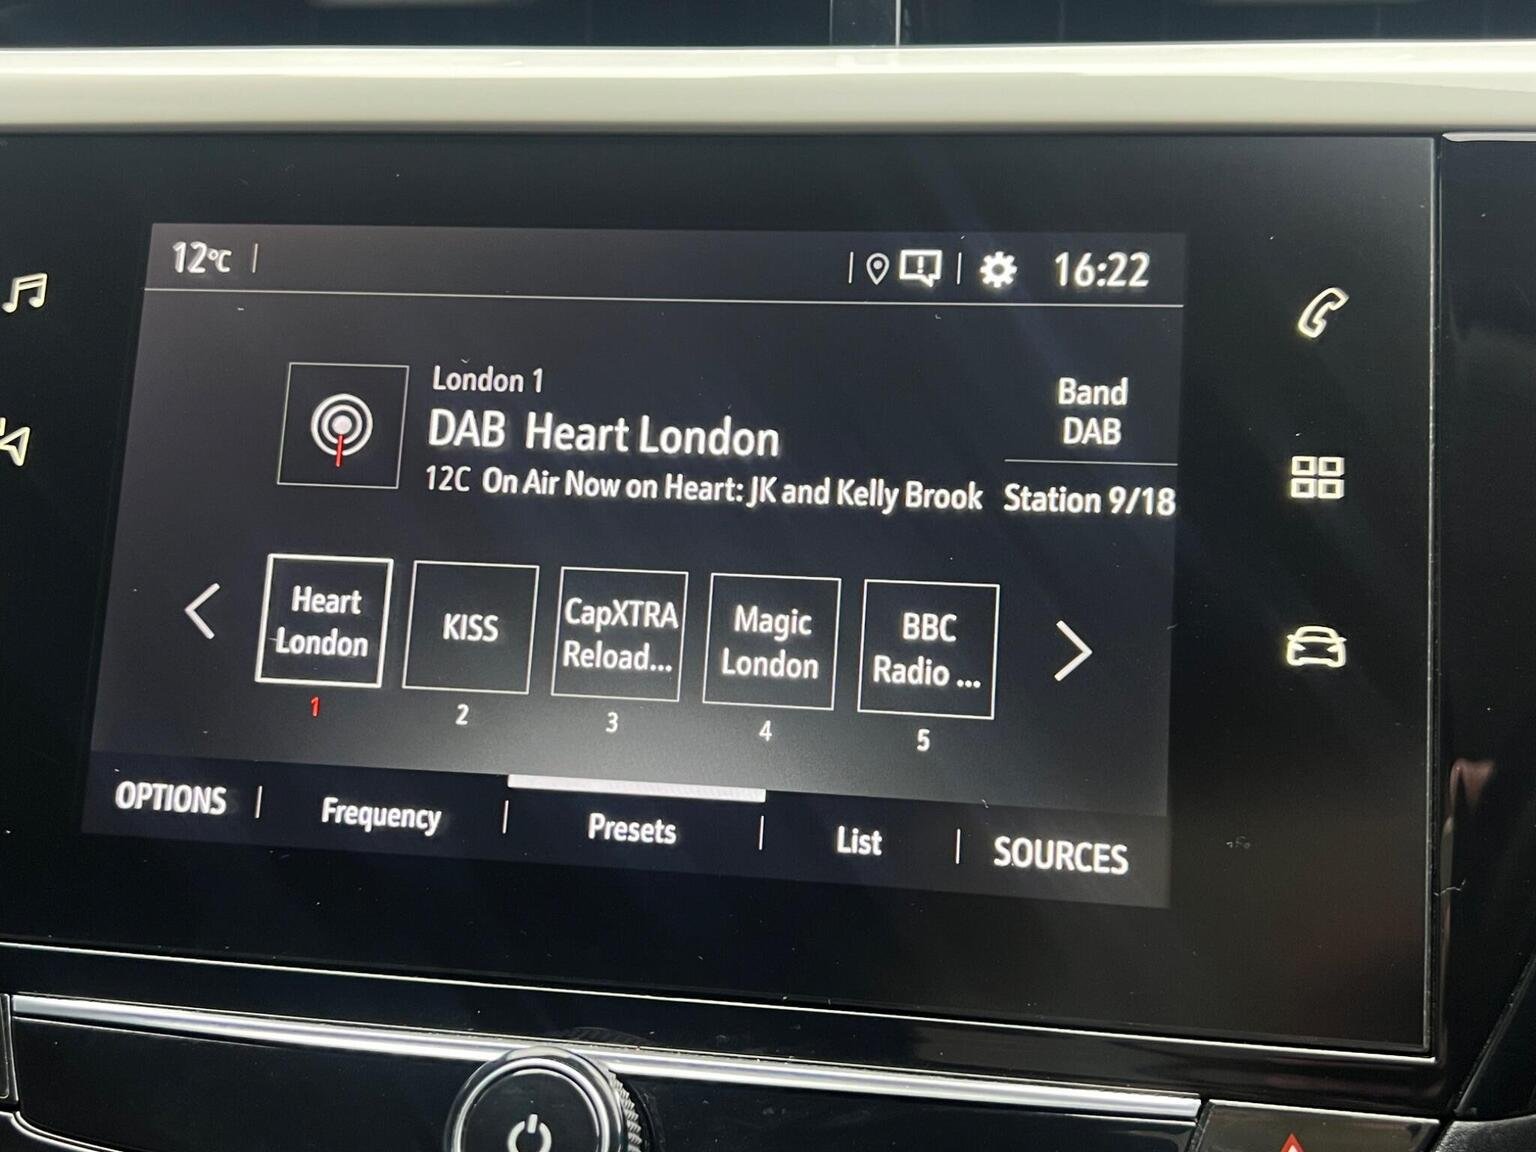 12°C
16:22
London 1
DAB Heart London
12C On Air Now on Heart: JK and Kelly Brook
Band
DAB
Station 9/18
Heart
London
1
KISS
2
CapXTRA
Reload...
3
Magic
London
4
BBC
Radio ...
5
OPTIONS
Frequency
Presets
List
SOURCES